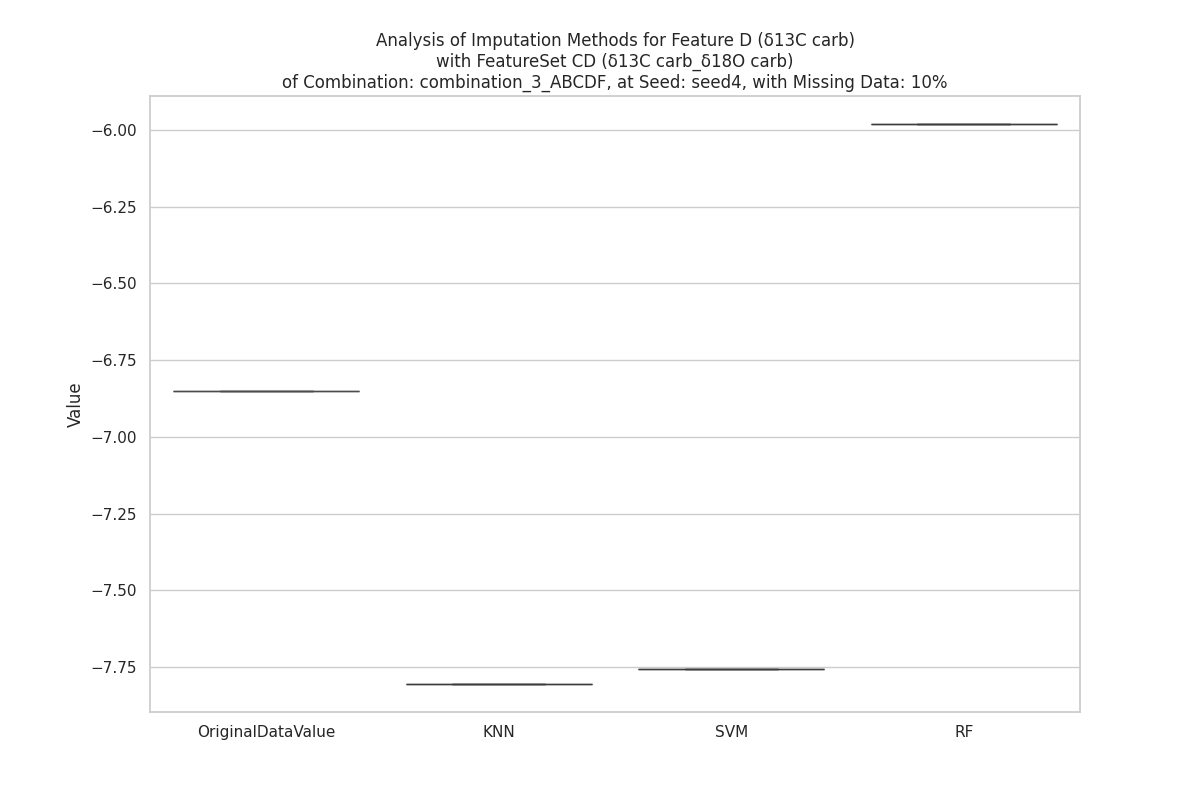 Analysis of Imputation Methods for Feature D (δ13C carb)
with FeatureSet CD (δ13C carb_δ18O carb)
of Combination: combination_3_ABCDF, at Seed: seed4, with Missing Data: 10%
Value
−6.00
−6.25
−6.50
−6.75
−7.00
−7.25
−7.50
−7.75
OriginalDataValue
KNN
SVM
RF